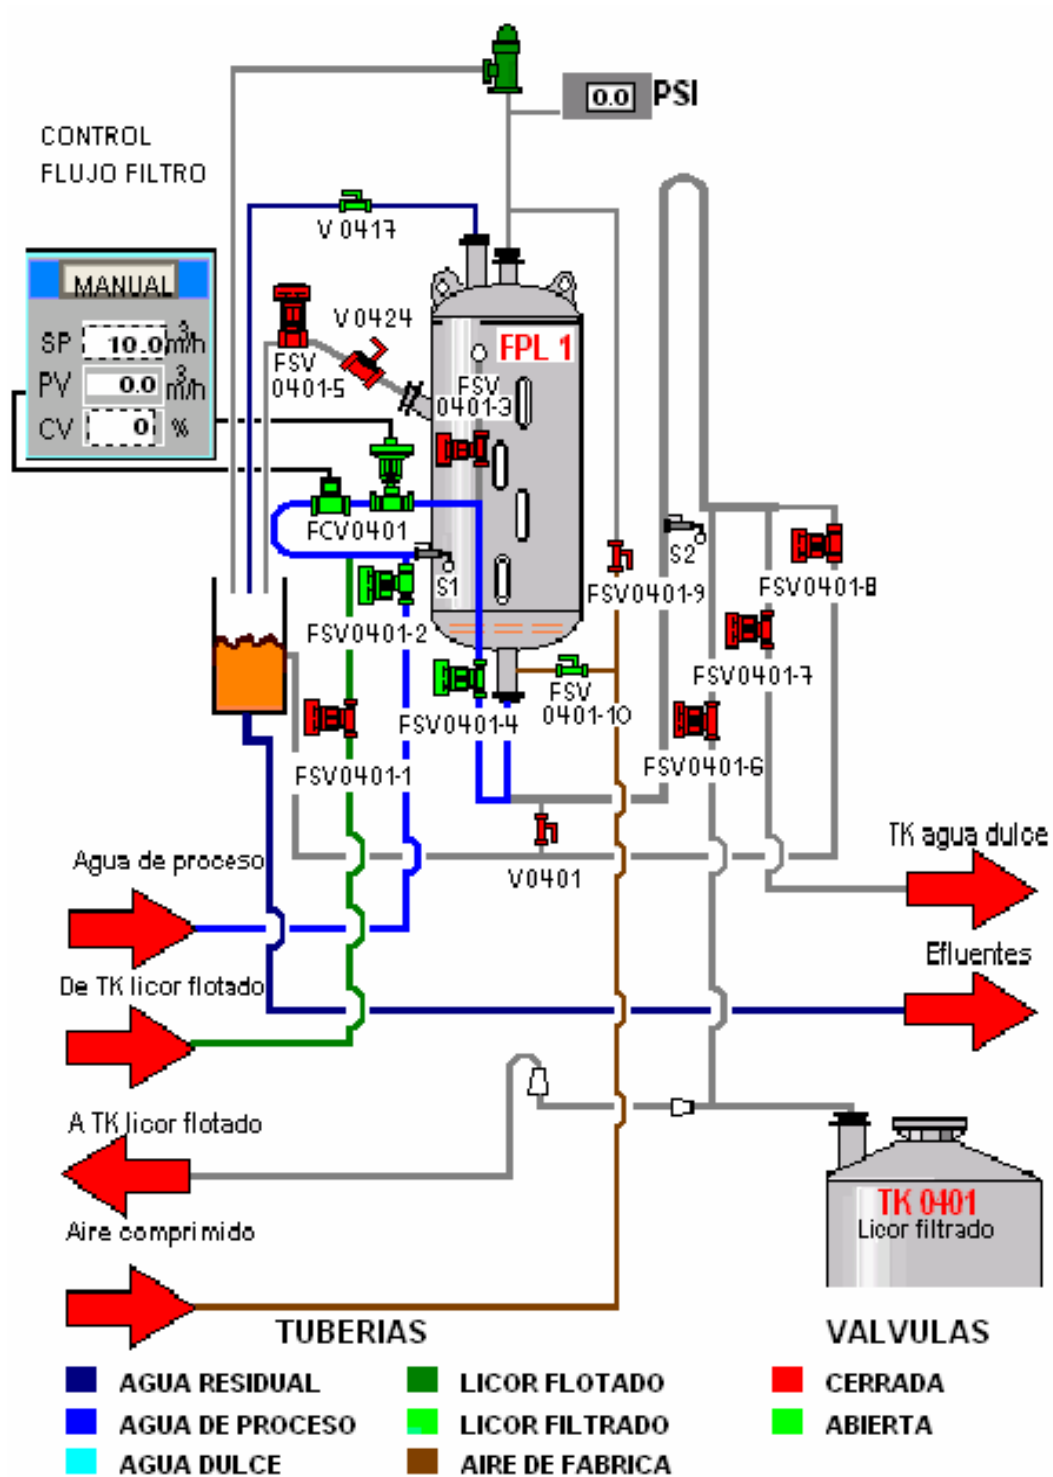 0.0 PSI
CONTROL
FLUJO FILTRO
V 0417
MANUAL
SP 10.0 m3/h
PV 0.0 m3/h
CV 0 %
V0424
FSV
0401-5
FPL 1
FSV
0401-3
FCV0401
S1
S2
FSV0401-2
FSV0401-9
FSV0401-8
FSV0401-7
FSV
0401-10
FSV0401-4
FSV0401-6
FSV0401-1
V0401
Agua de proceso
TK agua dulce
De TK licor flotado
Efluentes
A TK licor flotado
Aire comprimido
TK 0401
Licor filtrado
TUBERIAS
VALVULAS
AGUA RESIDUAL
LICOR FLOTADO
CERRADA
AGUA DE PROCESO
LICOR FILTRADO
ABIERTA
AGUA DULCE
AIRE DE FABRICA